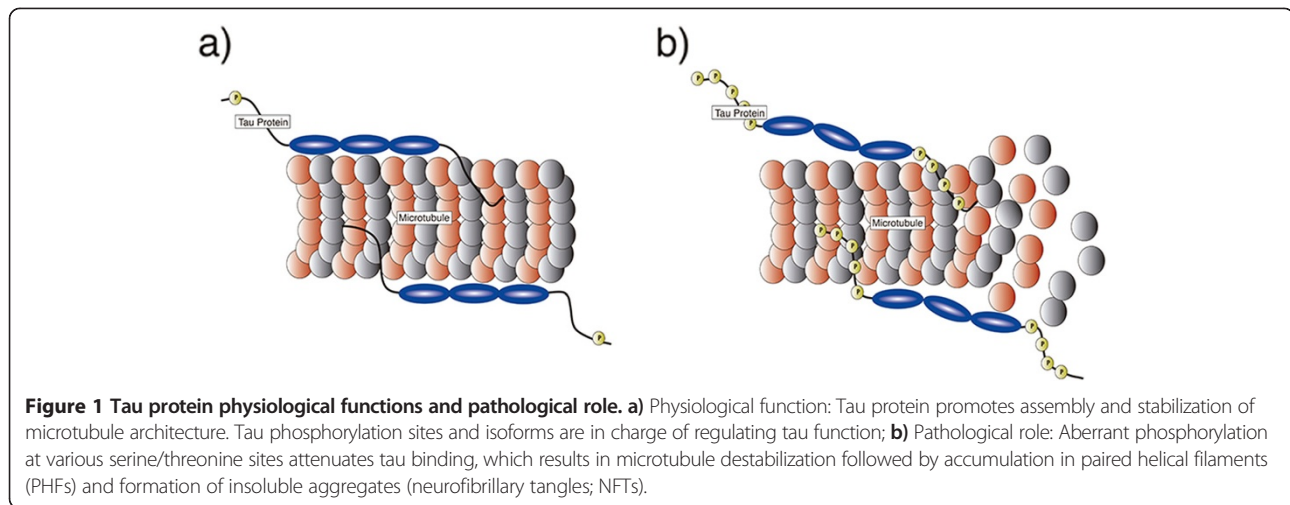 a)
b)
P
Tau Protein
Microtubule
P
P
P
P
P
Tau Protein
P
P
P
P
P
P
Microtubule
P
P
P
P
P
P
P
P
P
P
Figure 1 Tau protein physiological functions and pathological role. a) Physiological function: Tau protein promotes assembly and stabilization of
microtubule architecture. Tau phosphorylation sites and isoforms are in charge of regulating tau function; b) Pathological role: Aberrant phosphorylation
at various serine/threonine sites attenuates tau binding, which results in microtubule destabilization followed by accumulation in paired helical filaments
(PHFs) and formation of insoluble aggregates (neurofibrillary tangles; NFTs).